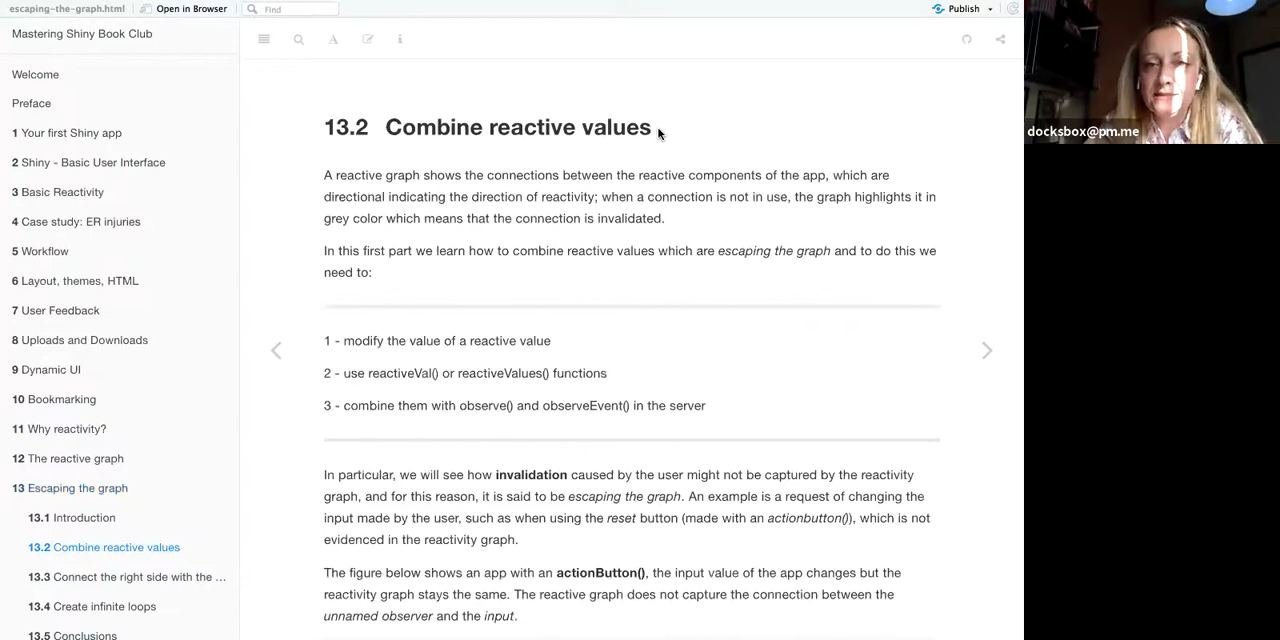 escaping-the-graph.html
Open in Browser
Find
Publish
Mastering Shiny Book Club
Welcome
Preface
1 Your first Shiny app
2 Shiny - Basic User Interface
3 Basic Reactivity
4 Case study: ER injuries
5 Workflow
6 Layout, themes, HTML
7 User Feedback
8 Uploads and Downloads
9 Dynamic UI
10 Bookmarking
11 Why reactivity?
12 The reactive graph
13 Escaping the graph
13.1 Introduction
13.2 Combine reactive values
13.3 Connect the right side with the ...
13.4 Create infinite loops
13.5 Conclusions
A
i
13.2 Combine reactive values
A reactive graph shows the connections between the reactive components of the app, which are
directional indicating the direction of reactivity; when a connection is not in use, the graph highlights it in
grey color which means that the connection is invalidated.
In this first part we learn how to combine reactive values which are escaping the graph and to do this we
need to:
1 - modify the value of a reactive value
2 - use reactiveVal() or reactiveValues() functions
3 - combine them with observe() and observeEvent() in the server
In particular, we will see how invalidation caused by the user might not be captured by the reactivity
graph, and for this reason, it is said to be escaping the graph. An example is a request of changing the
input made by the user, such as when using the reset button (made with an actionbutton()), which is not
evidenced in the reactivity graph.
The figure below shows an app with an actionButton(), the input value of the app changes but the
reactivity graph stays the same. The reactive graph does not capture the connection between the
unnamed observer and the input.
docksbox@pm.me